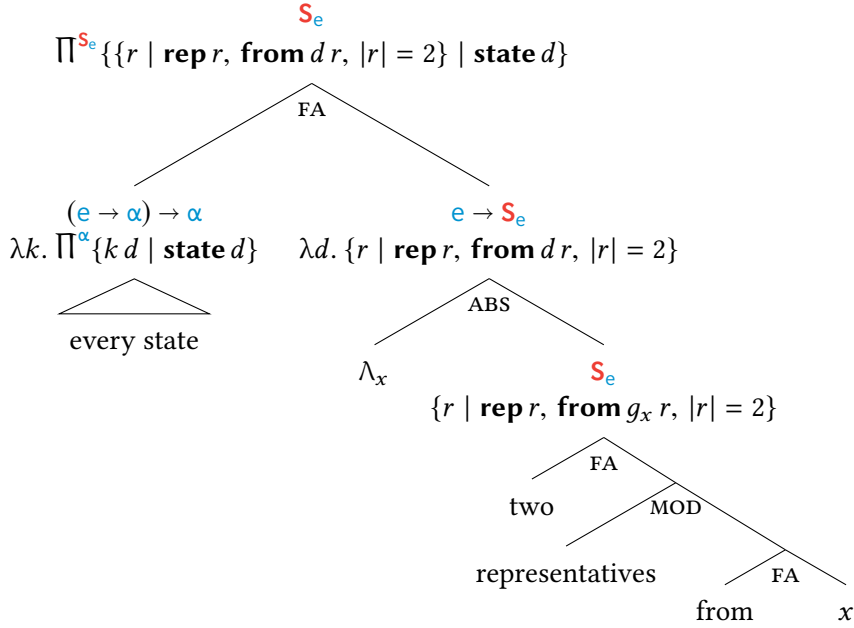 S_e
∏^{S_e} {{r | rep r, from d r, |r| = 2} | state d}
FA
(e → α) → α e → S_e
λk. ∏^α {k d | state d} λd. {r | rep r, from d r, |r| = 2}
ABS
every state
Λ_x S_e
{r | rep r, from g_x r, |r| = 2}
FA
two MOD
representatives FA
from x